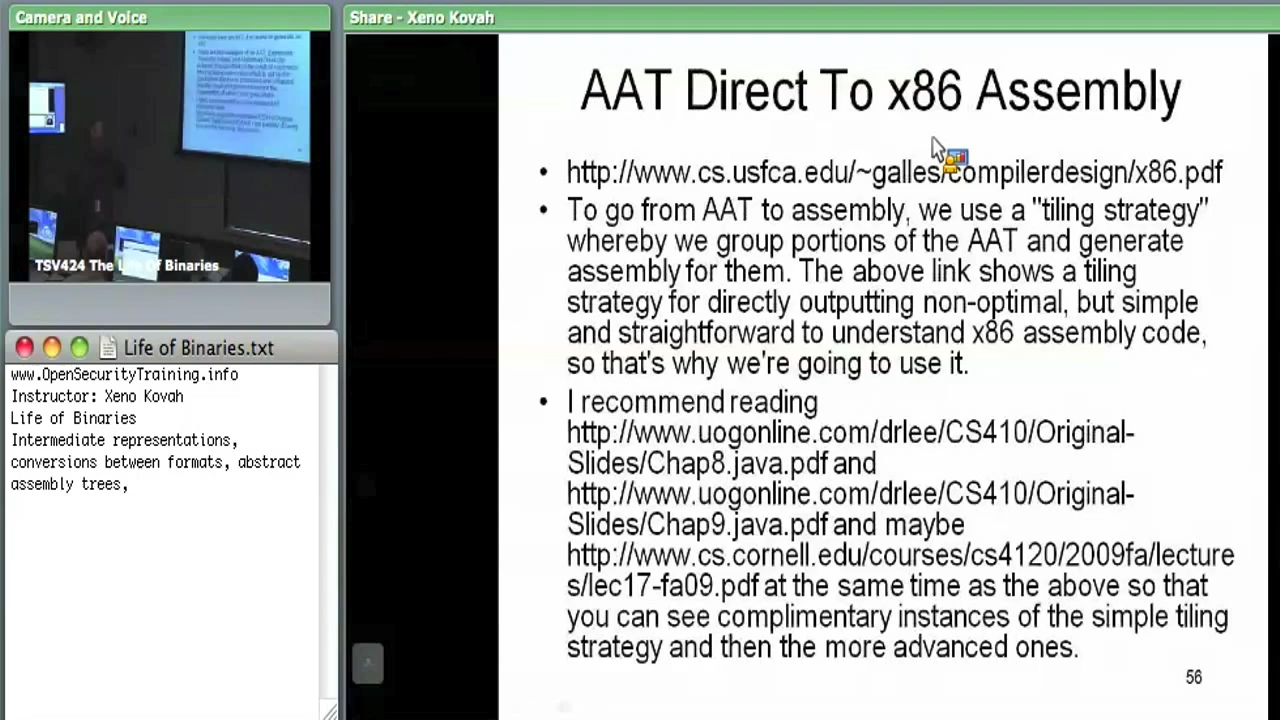 Camera and Voice
Share - Xeno Kovah
TSV424 The Life Of Binaries
Life of Binaries.txt
www.OpenSecurityTraining.info
Instructor: Xeno Kovah
Life of Binaries
Intermediate representations,
conversions between formats, abstract
assembly trees,
AAT Direct To x86 Assembly
• http://www.cs.usfca.edu/~galles/compilerdesign/x86.pdf
• To go from AAT to assembly, we use a "tiling strategy"
whereby we group portions of the AAT and generate
assembly for them. The above link shows a tiling
strategy for directly outputting non-optimal, but simple
and straightforward to understand x86 assembly code,
so that's why we're going to use it.
• I recommend reading
http://www.uogonline.com/drlee/CS410/Original-
Slides/Chap8.java.pdf and
http://www.uogonline.com/drlee/CS410/Original-
Slides/Chap9.java.pdf and maybe
http://www.cs.cornell.edu/courses/cs4120/2009fa/lecture
s/lec17-fa09.pdf at the same time as the above so that
you can see complimentary instances of the simple tiling
strategy and then the more advanced ones.
56